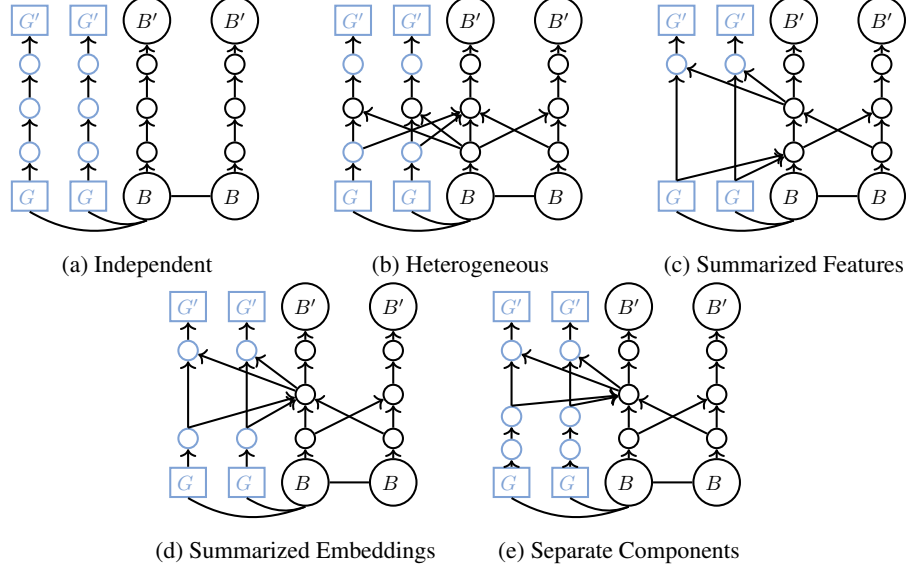 G′ G′ B′ B′ G′ G′ B′ B′ G′ G′ B′ B′
G G B B G G B B G G B B
(a) Independent (b) Heterogeneous (c) Summarized Features
G′ G′ B′ B′ G′ G′ B′ B′
G G B B G G B B
(d) Summarized Embeddings (e) Separate Components